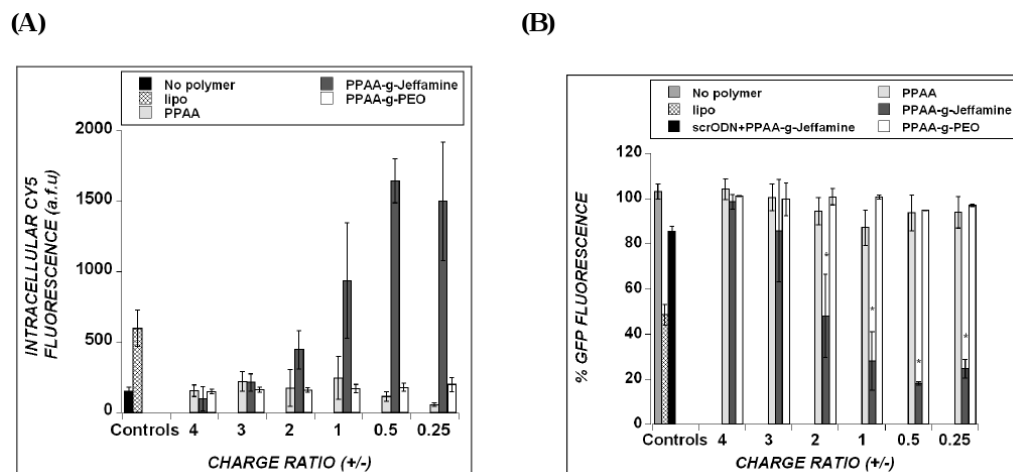 (A)
No polymer
lipo
PPAA
PPAA-g-Jeffamine
PPAA-g-PEO
INTRACELLULAR CY5
FLUORESCENCE (a.f.u)
2000
1500
1000
500
0
Controls 4 3 2 1 0.5 0.25
CHARGE RATIO (+/-)
(B)
No polymer
lipo
scrODN+PPAA-g-Jeffamine
PPAA
PPAA-g-Jeffamine
PPAA-g-PEO
% GFP FLUORESCENCE
120
100
80
60
40
20
0
*
*
*
*
Controls 4 3 2 1 0.5 0.25
CHARGE RATIO (+/-)